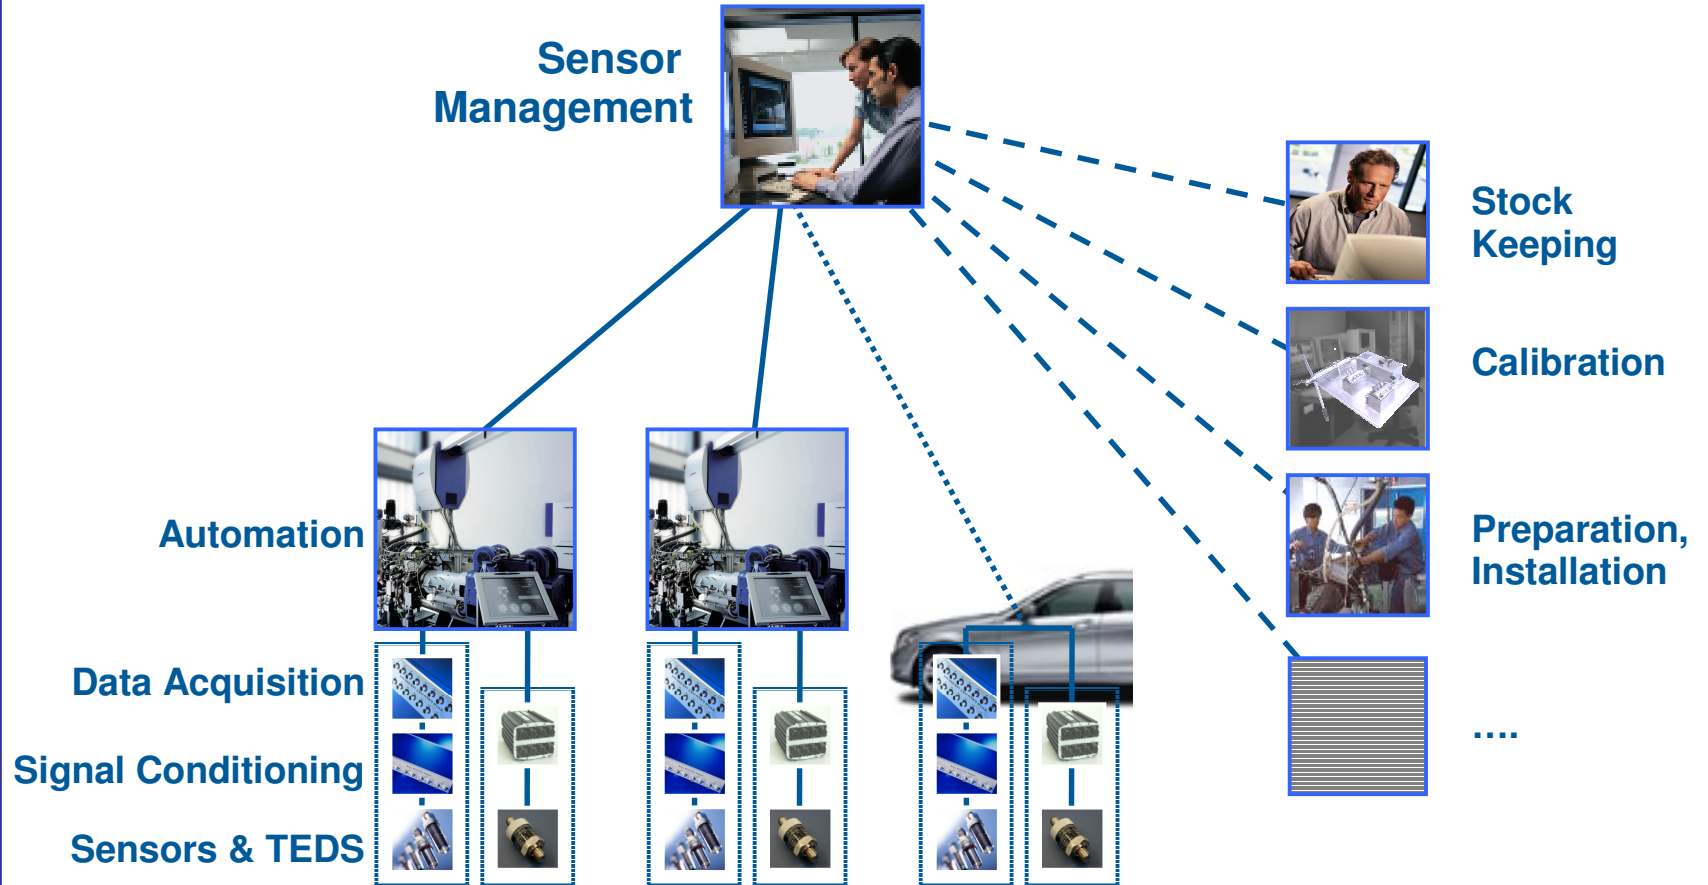 Sensor
Management
Stock
Keeping
Calibration
Preparation,
Installation
....
Automation
Data Acquisition
Signal Conditioning
Sensors & TEDS